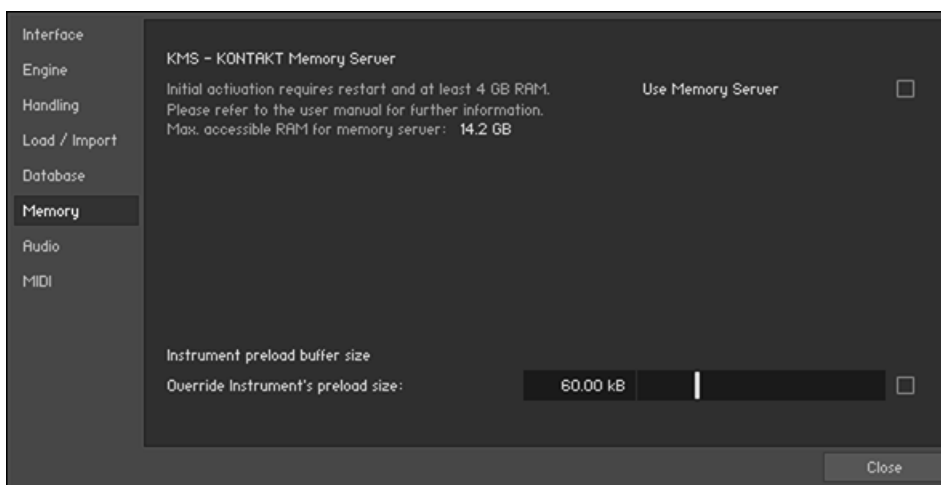 Interface
Engine
Handling
Load / Import
Database
Memory
Audio
MIDI
KMS - KONTAKT Memory Server
Initial activation requires restart and at least 4 GB RAM.
Please refer to the user manual for further information.
Max. accessible RAM for memory server: 14.2 GB
Use Memory Server
Instrument preload buffer size
Override Instrument's preload size: 60.00 kB
Close